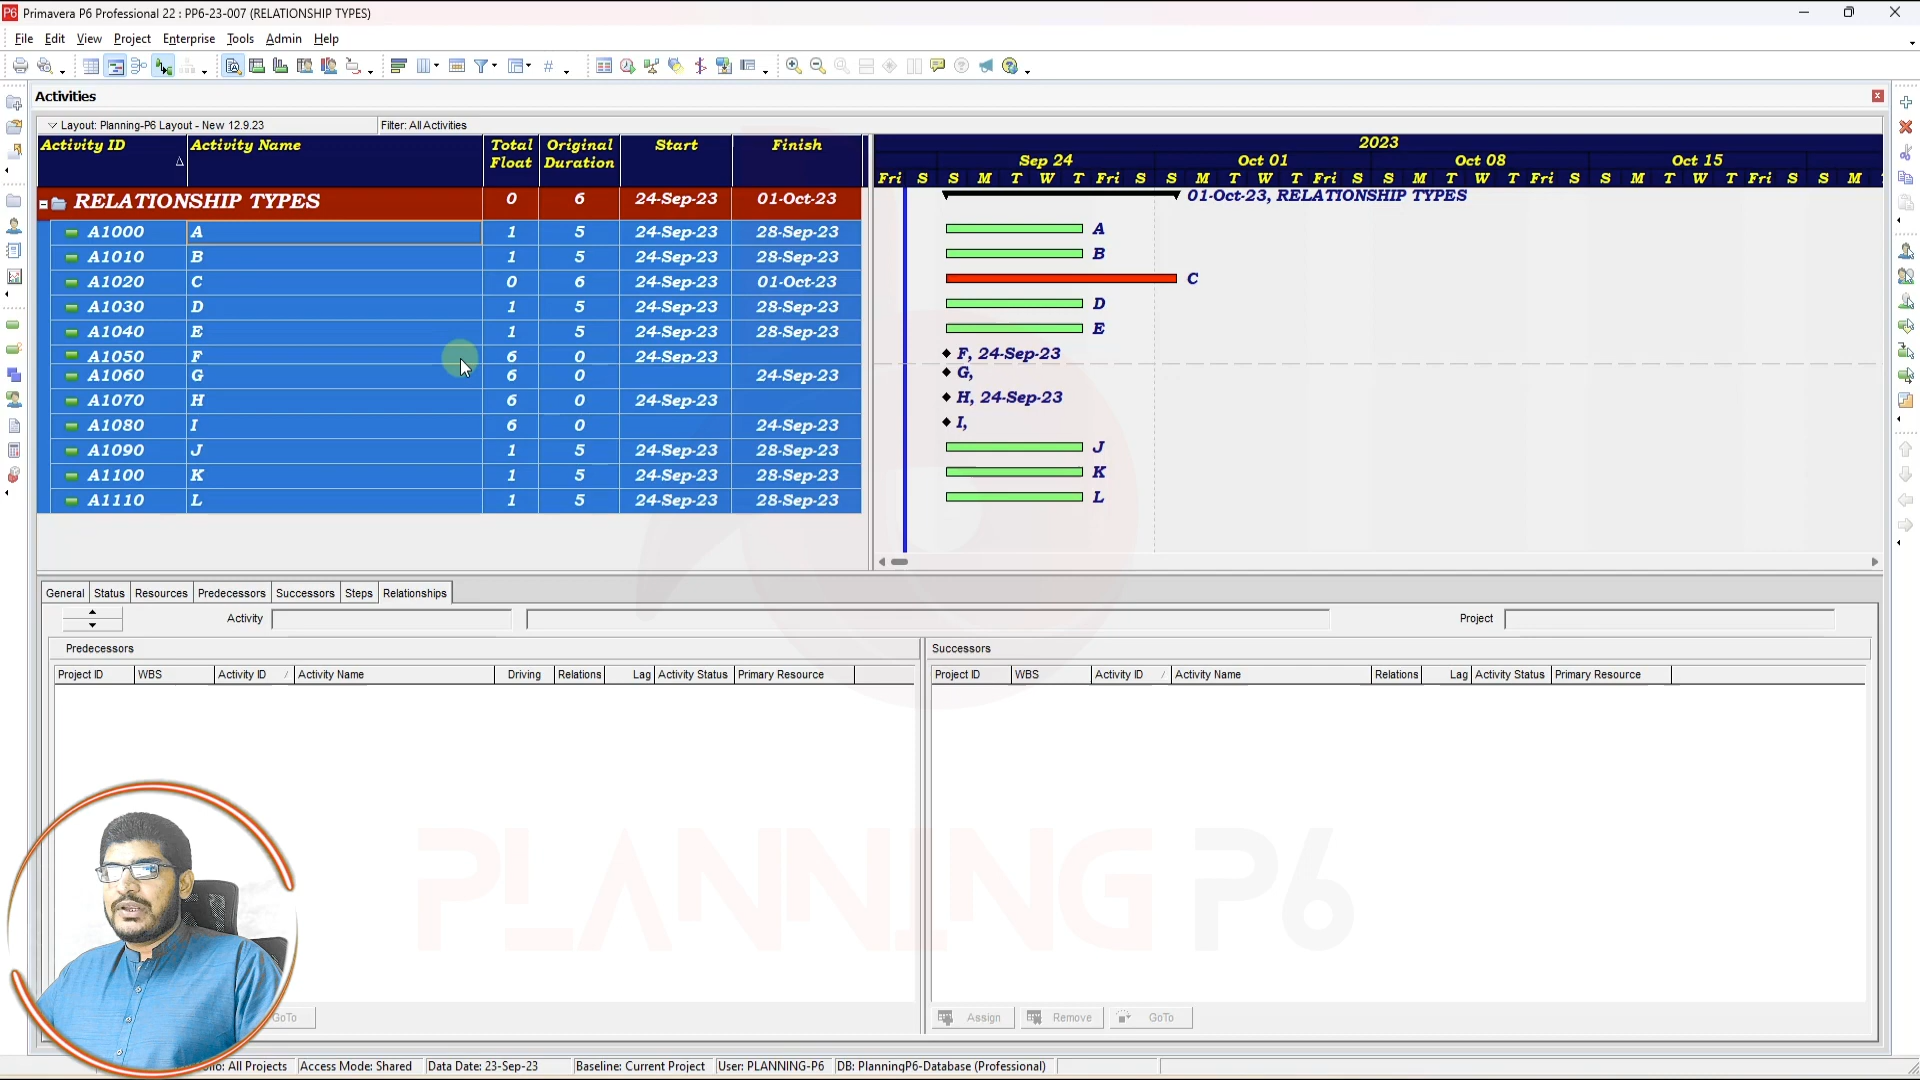 P6 Primavera P6 Professional 22 : PP6-23-007 (RELATIONSHIP TYPES)
File Edit View Project Enterprise Tools Admin Help
Activities
Layout: Planning-P6 Layout - New 12.9.23 Filter: All Activities
Activity ID Activity Name Total Float Original Duration Start Finish
2023
Sep 24 Oct 01 Oct 08 Oct 15
Fri S S M T W T Fri S S M T W T Fri S S M T W T Fri S S M T W T Fri S S M
RELATIONSHIP TYPES 0 6 24-Sep-23 01-Oct-23 01-Oct-23, RELATIONSHIP TYPES
A1000 A 1 5 24-Sep-23 28-Sep-23 A
A1010 B 1 5 24-Sep-23 28-Sep-23 B
A1020 C 0 6 24-Sep-23 01-Oct-23 C
A1030 D 1 5 24-Sep-23 28-Sep-23 D
A1040 E 1 5 24-Sep-23 28-Sep-23 E
A1050 F 6 0 24-Sep-23 F, 24-Sep-23
A1060 G 6 0 24-Sep-23 G,
A1070 H 6 0 24-Sep-23 H, 24-Sep-23
A1080 I 6 0 24-Sep-23 I,
A1090 J 1 5 24-Sep-23 28-Sep-23 J
A1100 K 1 5 24-Sep-23 28-Sep-23 K
A1110 L 1 5 24-Sep-23 28-Sep-23 L
General Status Resources Predecessors Successors Steps Relationships
Activity Project
Predecessors Successors
Project ID WBS Activity ID Activity Name Driving Relations Lag Activity Status Primary Resource Project ID WBS Activity ID Activity Name Relations Lag Activity Status Primary Resource
PLANNING P6
GoTo Assign Remove GoTo
All Projects Access Mode: Shared Data Date: 23-Sep-23 Baseline: Current Project User: PLANNING-P6 DB: PlanningP6-Database (Professional)